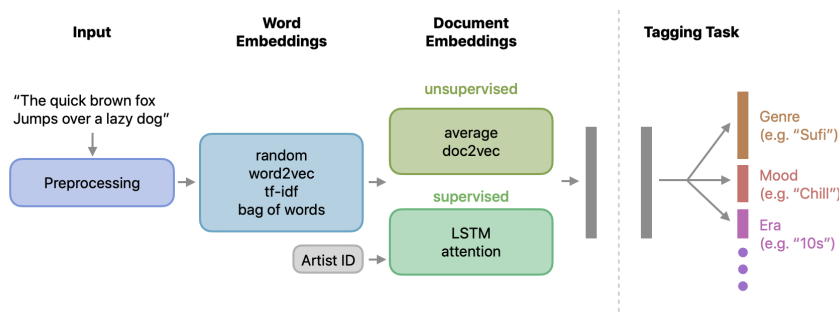 Input
Word
Embeddings
Document
Embeddings
Tagging Task
unsupervised
“The quick brown fox
Jumps over a lazy dog”
Preprocessing
random
word2vec
tf-idf
bag of words
average
doc2vec
supervised
LSTM
attention
Artist ID
Genre
(e.g. “Sufi”)
Mood
(e.g. “Chill”)
Era
(e.g. “10s”)